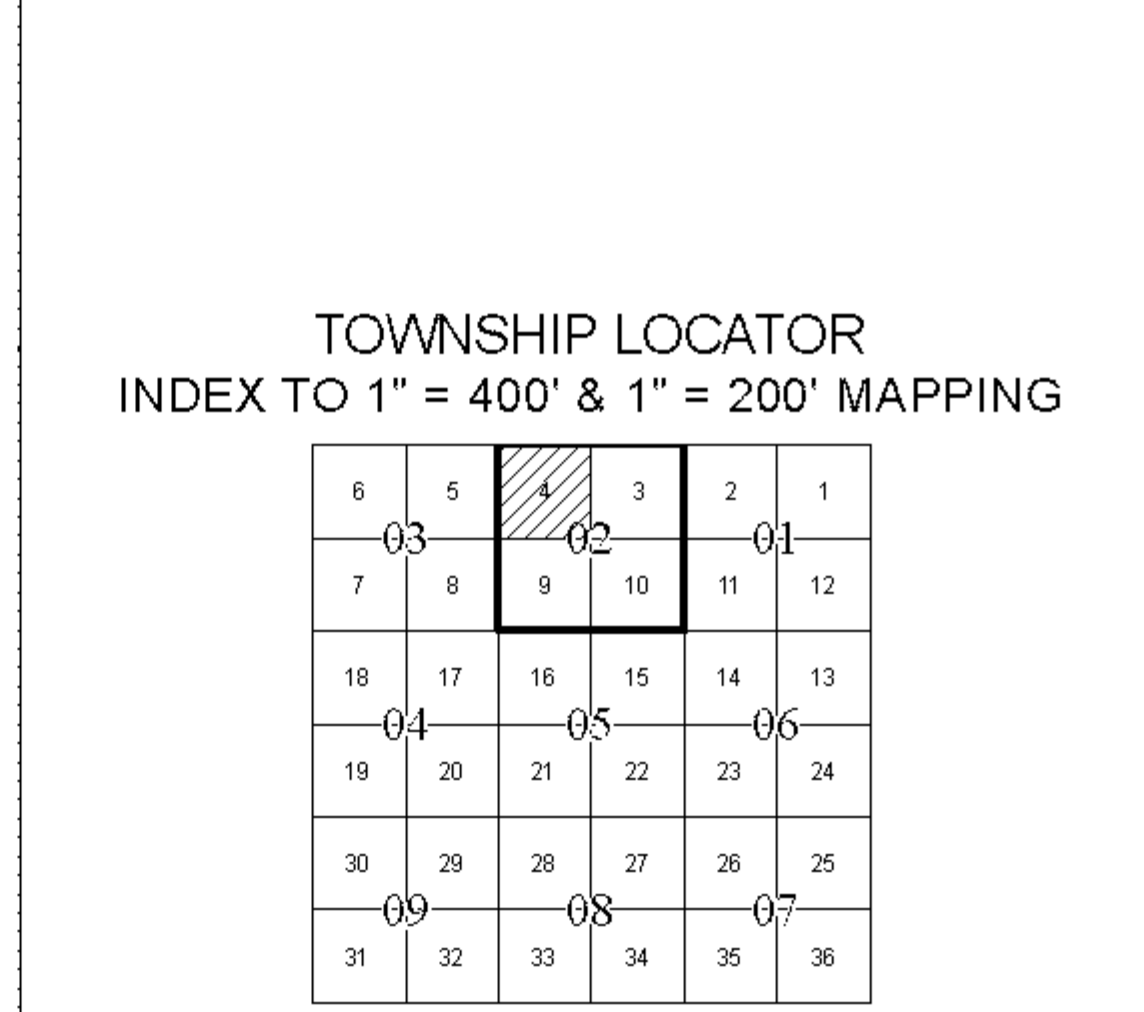 TOWNSHIP LOCATOR
INDEX TO 1" = 400' & 1" = 200' MAPPING
6 5 4 3 2 1
03 02 01
7 8 9 10 11 12
18 17 16 15 14 13
04 05 06
19 20 21 22 23 24
30 29 28 27 26 25
09 08 07
31 32 33 34 35 36